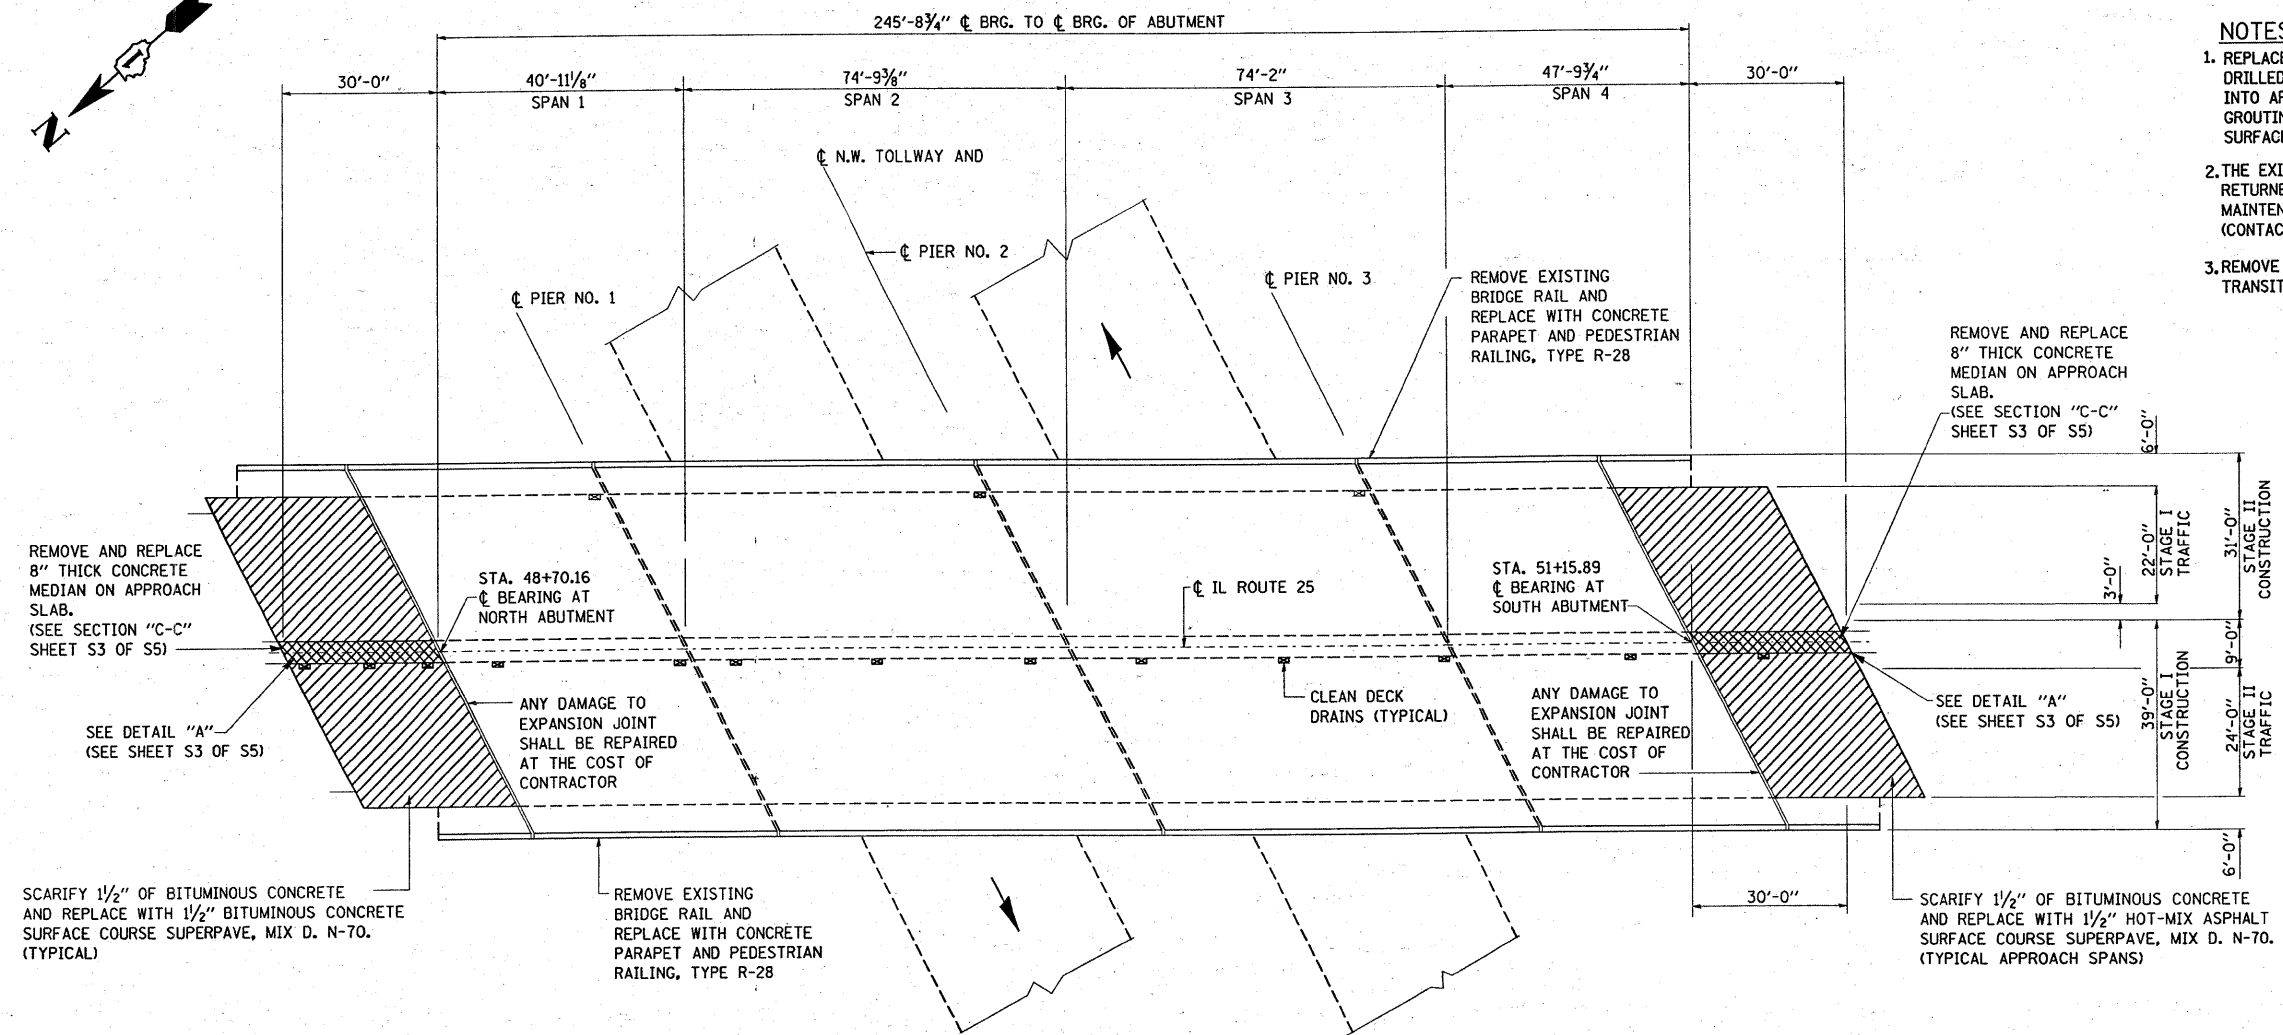 245'-8¾" ℄ BRG. TO ℄ BRG. OF ABUTMENT
30'-0"
40'-11⅛"
SPAN 1
74'-9⅜"
SPAN 2
74'-2"
SPAN 3
47'-9¾"
SPAN 4
30'-0"
N
NOTES
1. REPLACE
DRILLED
INTO
GROUTIN
SURFAC
2. THE EXI
RETURNE
MAINTEN
(CONTAC
3. REMOVE
TRANSIT
℄ N.W. TOLLWAY AND
℄ PIER NO. 2
℄ PIER NO. 1
℄ PIER NO. 3
REMOVE EXISTING
BRIDGE RAIL AND
REPLACE WITH CONCRETE
PARAPET AND PEDESTRIAN
RAILING, TYPE R-28
REMOVE AND REPLACE
8" THICK CONCRETE
MEDIAN ON APPROACH
SLAB.
(SEE SECTION "C-C"
SHEET S3 OF S5)
6'-0"
31'-0"
STAGE II
CONSTRUCTION
22'-0"
STAGE I
TRAFFIC
3'-0"
9'-0"
39'-0"
STAGE I
CONSTRUCTION
24'-0"
STAGE II
TRAFFIC
6'-0"
REMOVE AND REPLACE
8" THICK CONCRETE
MEDIAN ON APPROACH
SLAB.
(SEE SECTION "C-C"
SHEET S3 OF S5)
STA. 48+70.16
℄ BEARING AT
NORTH ABUTMENT
℄ IL ROUTE 25
STA. 51+15.89
℄ BEARING AT
SOUTH ABUTMENT
SEE DETAIL "A"
(SEE SHEET S3 OF S5)
ANY DAMAGE TO
EXPANSION JOINT
SHALL BE REPAIRED
AT THE COST OF
CONTRACTOR
CLEAN DECK
DRAINS (TYPICAL)
ANY DAMAGE TO
EXPANSION JOINT
SHALL BE REPAIRED
AT THE COST OF
CONTRACTOR
SEE DETAIL "A"
(SEE SHEET S3 OF S5)
30'-0"
SCARIFY 1½" OF BITUMINOUS CONCRETE
AND REPLACE WITH 1½" BITUMINOUS CONCRETE
SURFACE COURSE SUPERPAVE, MIX D. N-70.
(TYPICAL)
REMOVE EXISTING
BRIDGE RAIL AND
REPLACE WITH CONCRETE
PARAPET AND PEDESTRIAN
RAILING, TYPE R-28
SCARIFY 1½" OF BITUMINOUS CONCRETE
AND REPLACE WITH 1½" HOT-MIX ASPHALT
SURFACE COURSE SUPERPAVE, MIX D. N-70.
(TYPICAL APPROACH SPANS)